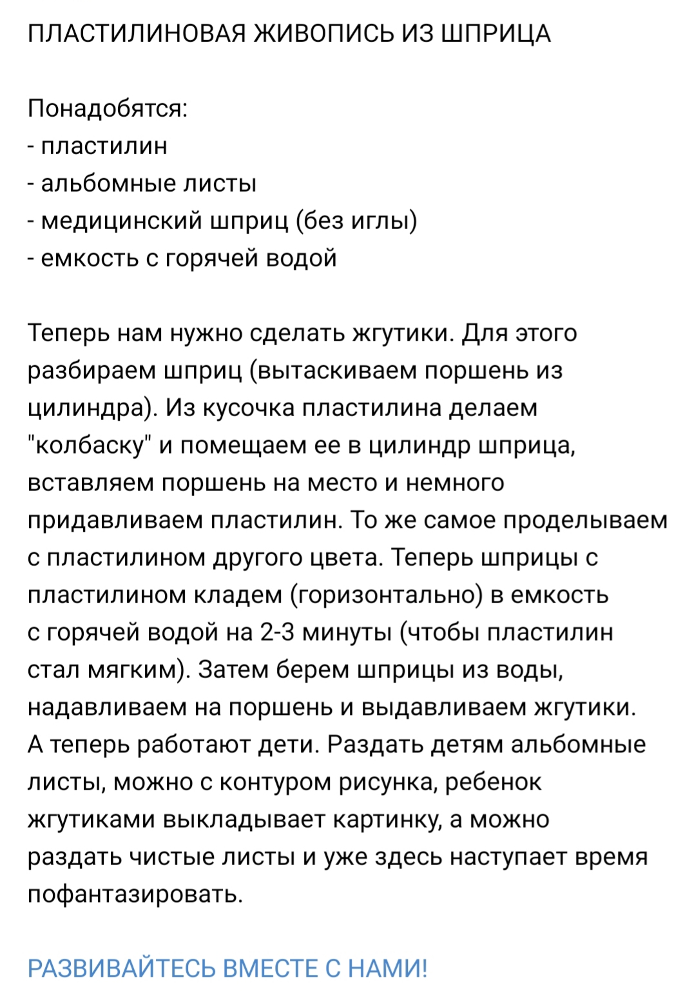 ПЛАСТИЛИНОВАЯ ЖИВОПИСЬ ИЗ ШПРИЦА
Понадобятся:
- пластилин
- альбомные листы
- медицинский шприц (без иглы)
- емкость с горячей водой
Теперь нам нужно сделать жгутики. Для этого
разбираем шприц (вытаскиваем поршень из
цилиндра). Из кусочка пластилина делаем
"колбаску" и помещаем ее в цилиндр шприца,
вставляем поршень на место и немного
придавливаем пластилин. То же самое проделываем
с пластилином другого цвета. Теперь шприцы с
пластилином кладем (горизонтально) в емкость
с горячей водой на 2-3 минуты (чтобы пластилин
стал мягким). Затем берем шприцы из воды,
надавливаем на поршень и выдавливаем жгутики.
А теперь работают дети. Раздать детям альбомные
листы, можно с контуром рисунка, ребенок
жгутиками выкладывает картинку, а можно
раздать чистые листы и уже здесь наступает время
пофантазировать.
РАЗВИВАЙТЕСЬ ВМЕСТЕ С НАМИ!